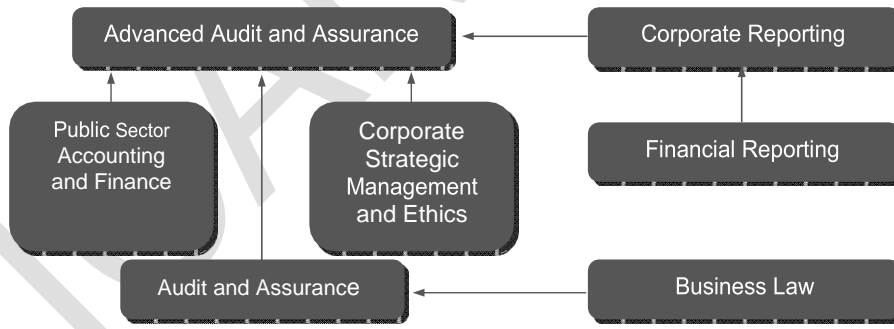 Advanced Audit and Assurance
Corporate Reporting
Public Sector
Accounting
and Finance
Corporate
Strategic
Management
and Ethics
Financial Reporting
Audit and Assurance
Business Law